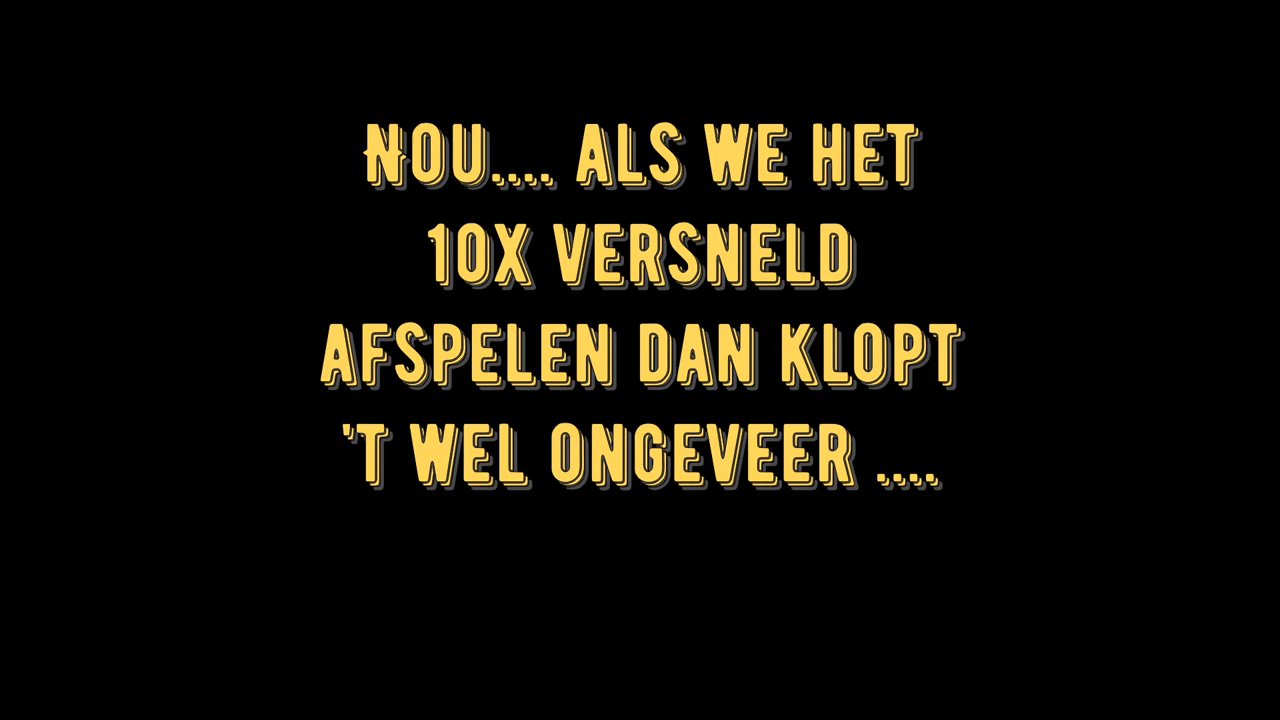 NOU.... ALS WE HET
10X VERSNELD
AFSPELEN DAN KLOPT
'T WEL ONGEVEER ....